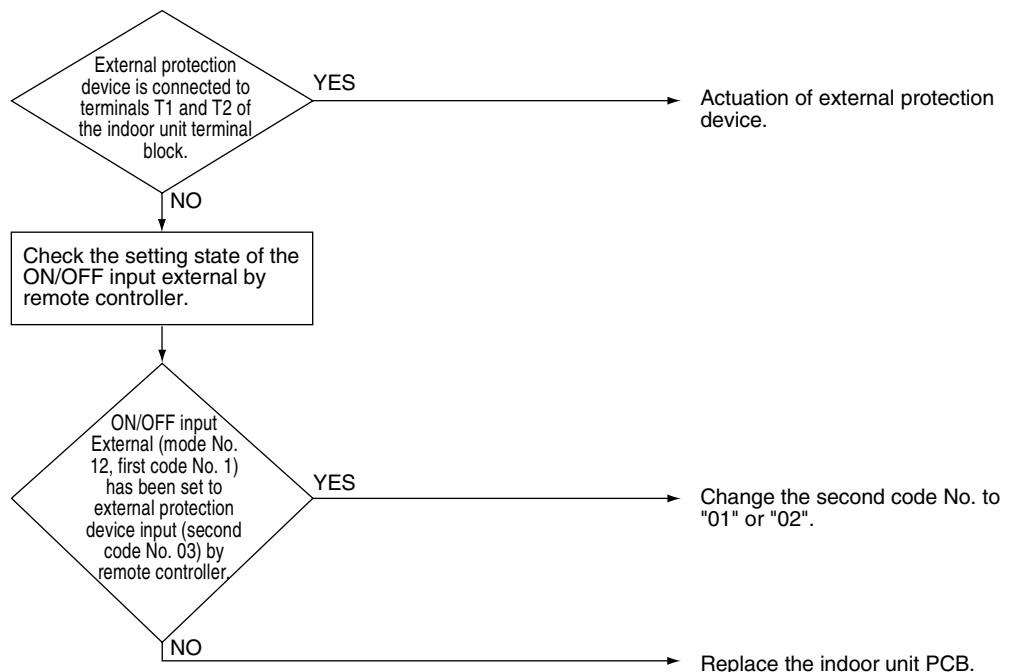 External protection
device is connected to
terminals T1 and T2 of
the indoor unit terminal
block.
YES
Actuation of external protection
device.
NO
Check the setting state of the
ON/OFF input external by
remote controller.
ON/OFF input
External (mode No.
12, first code No. 1)
has been set to
external protection
device input (second
code No. 03) by
remote controller.
YES
Change the second code No. to
"01" or "02".
NO
Replace the indoor unit PCB.